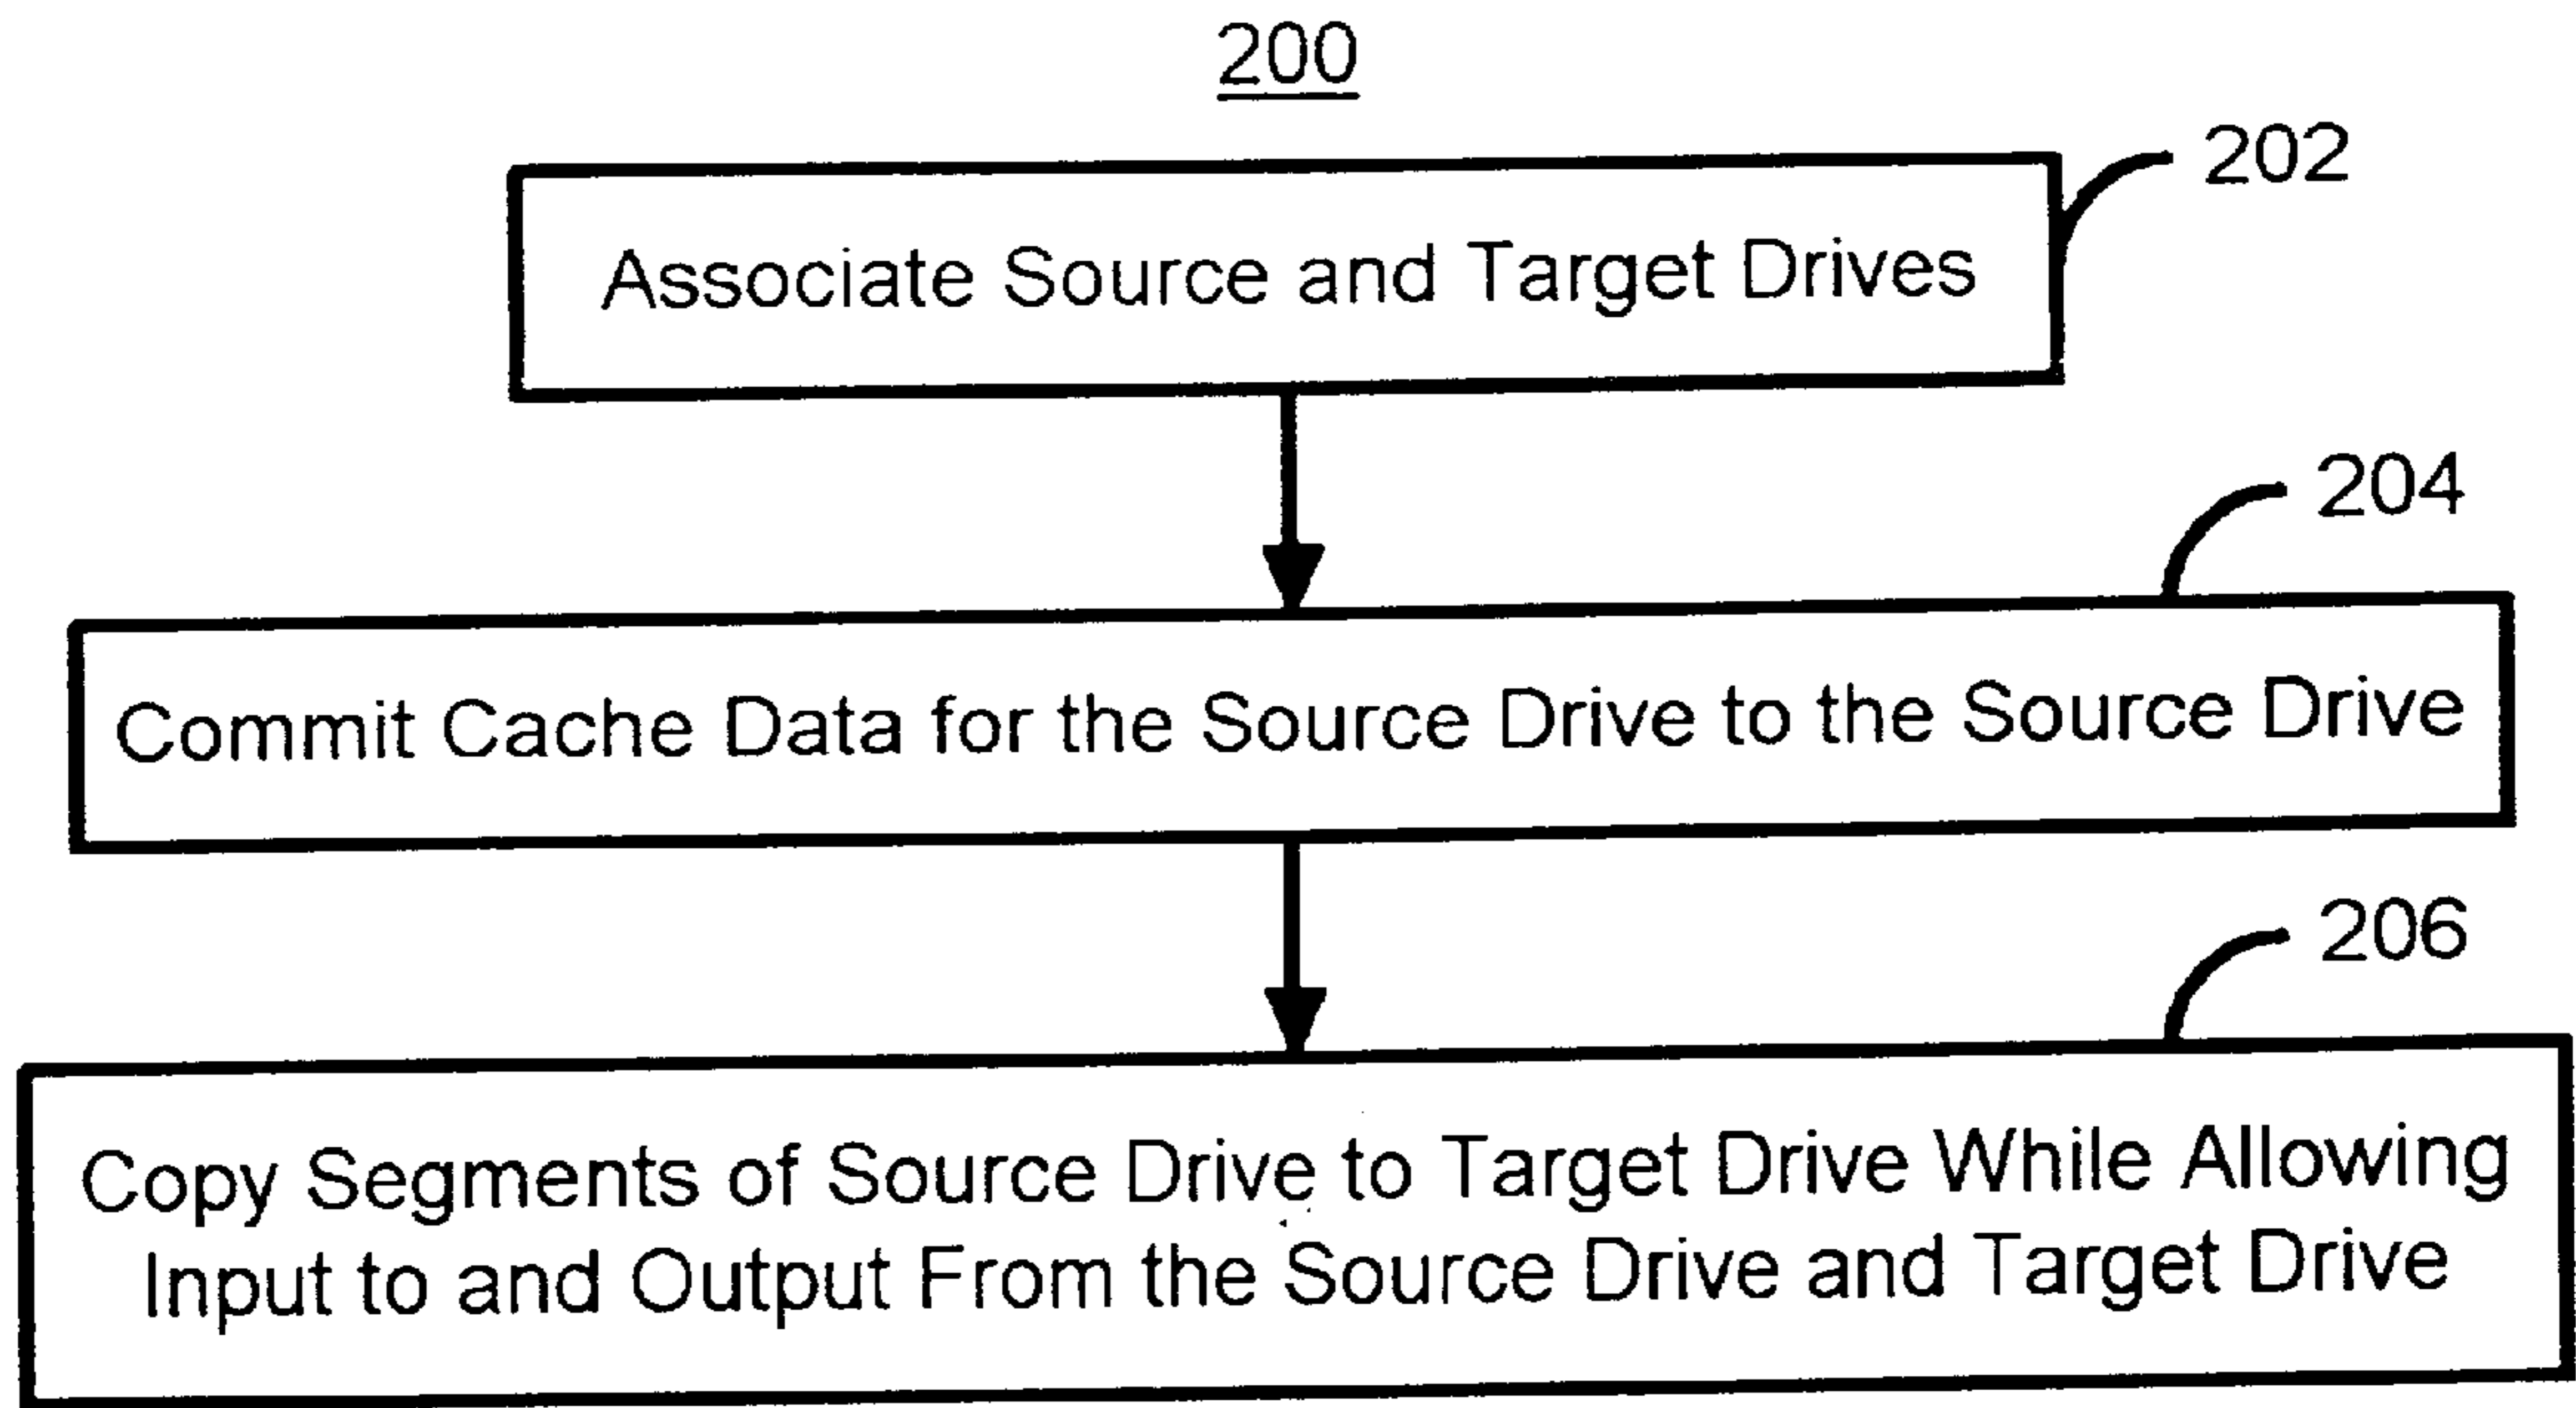 200
202
Associate Source and Target Drives
204
Commit Cache Data for the Source Drive to the Source Drive
206
Copy Segments of Source Drive to Target Drive While Allowing
Input to and Output From the Source Drive and Target Drive